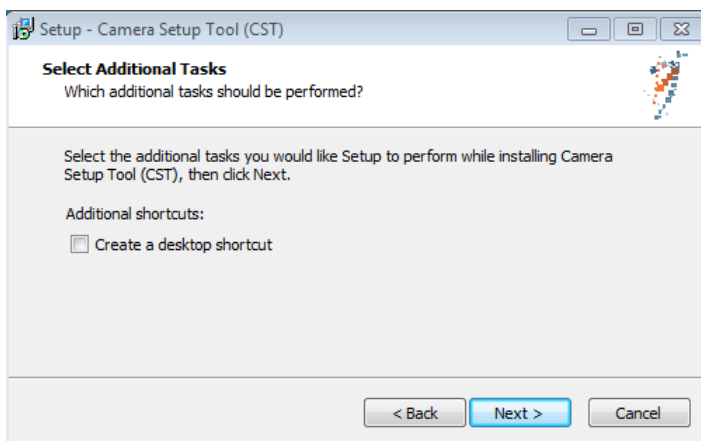 Setup - Camera Setup Tool (CST)
Select Additional Tasks
Which additional tasks should be performed?
Select the additional tasks you would like Setup to perform while installing Camera
Setup Tool (CST), then click Next.
Additional shortcuts:
Create a desktop shortcut
< Back
Next >
Cancel